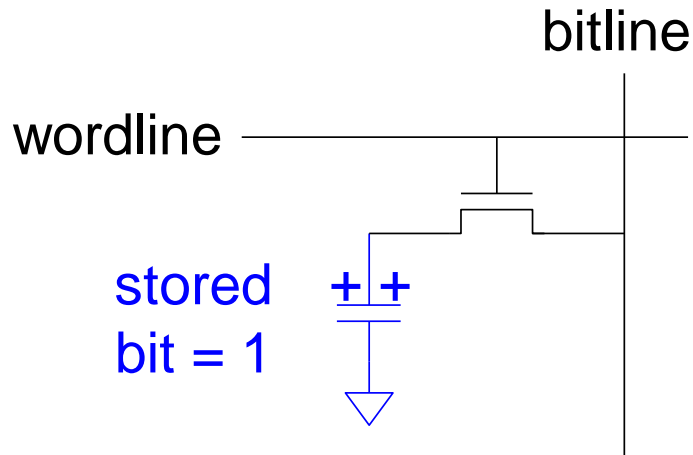 bitline
wordline
stored
++
bit = 1